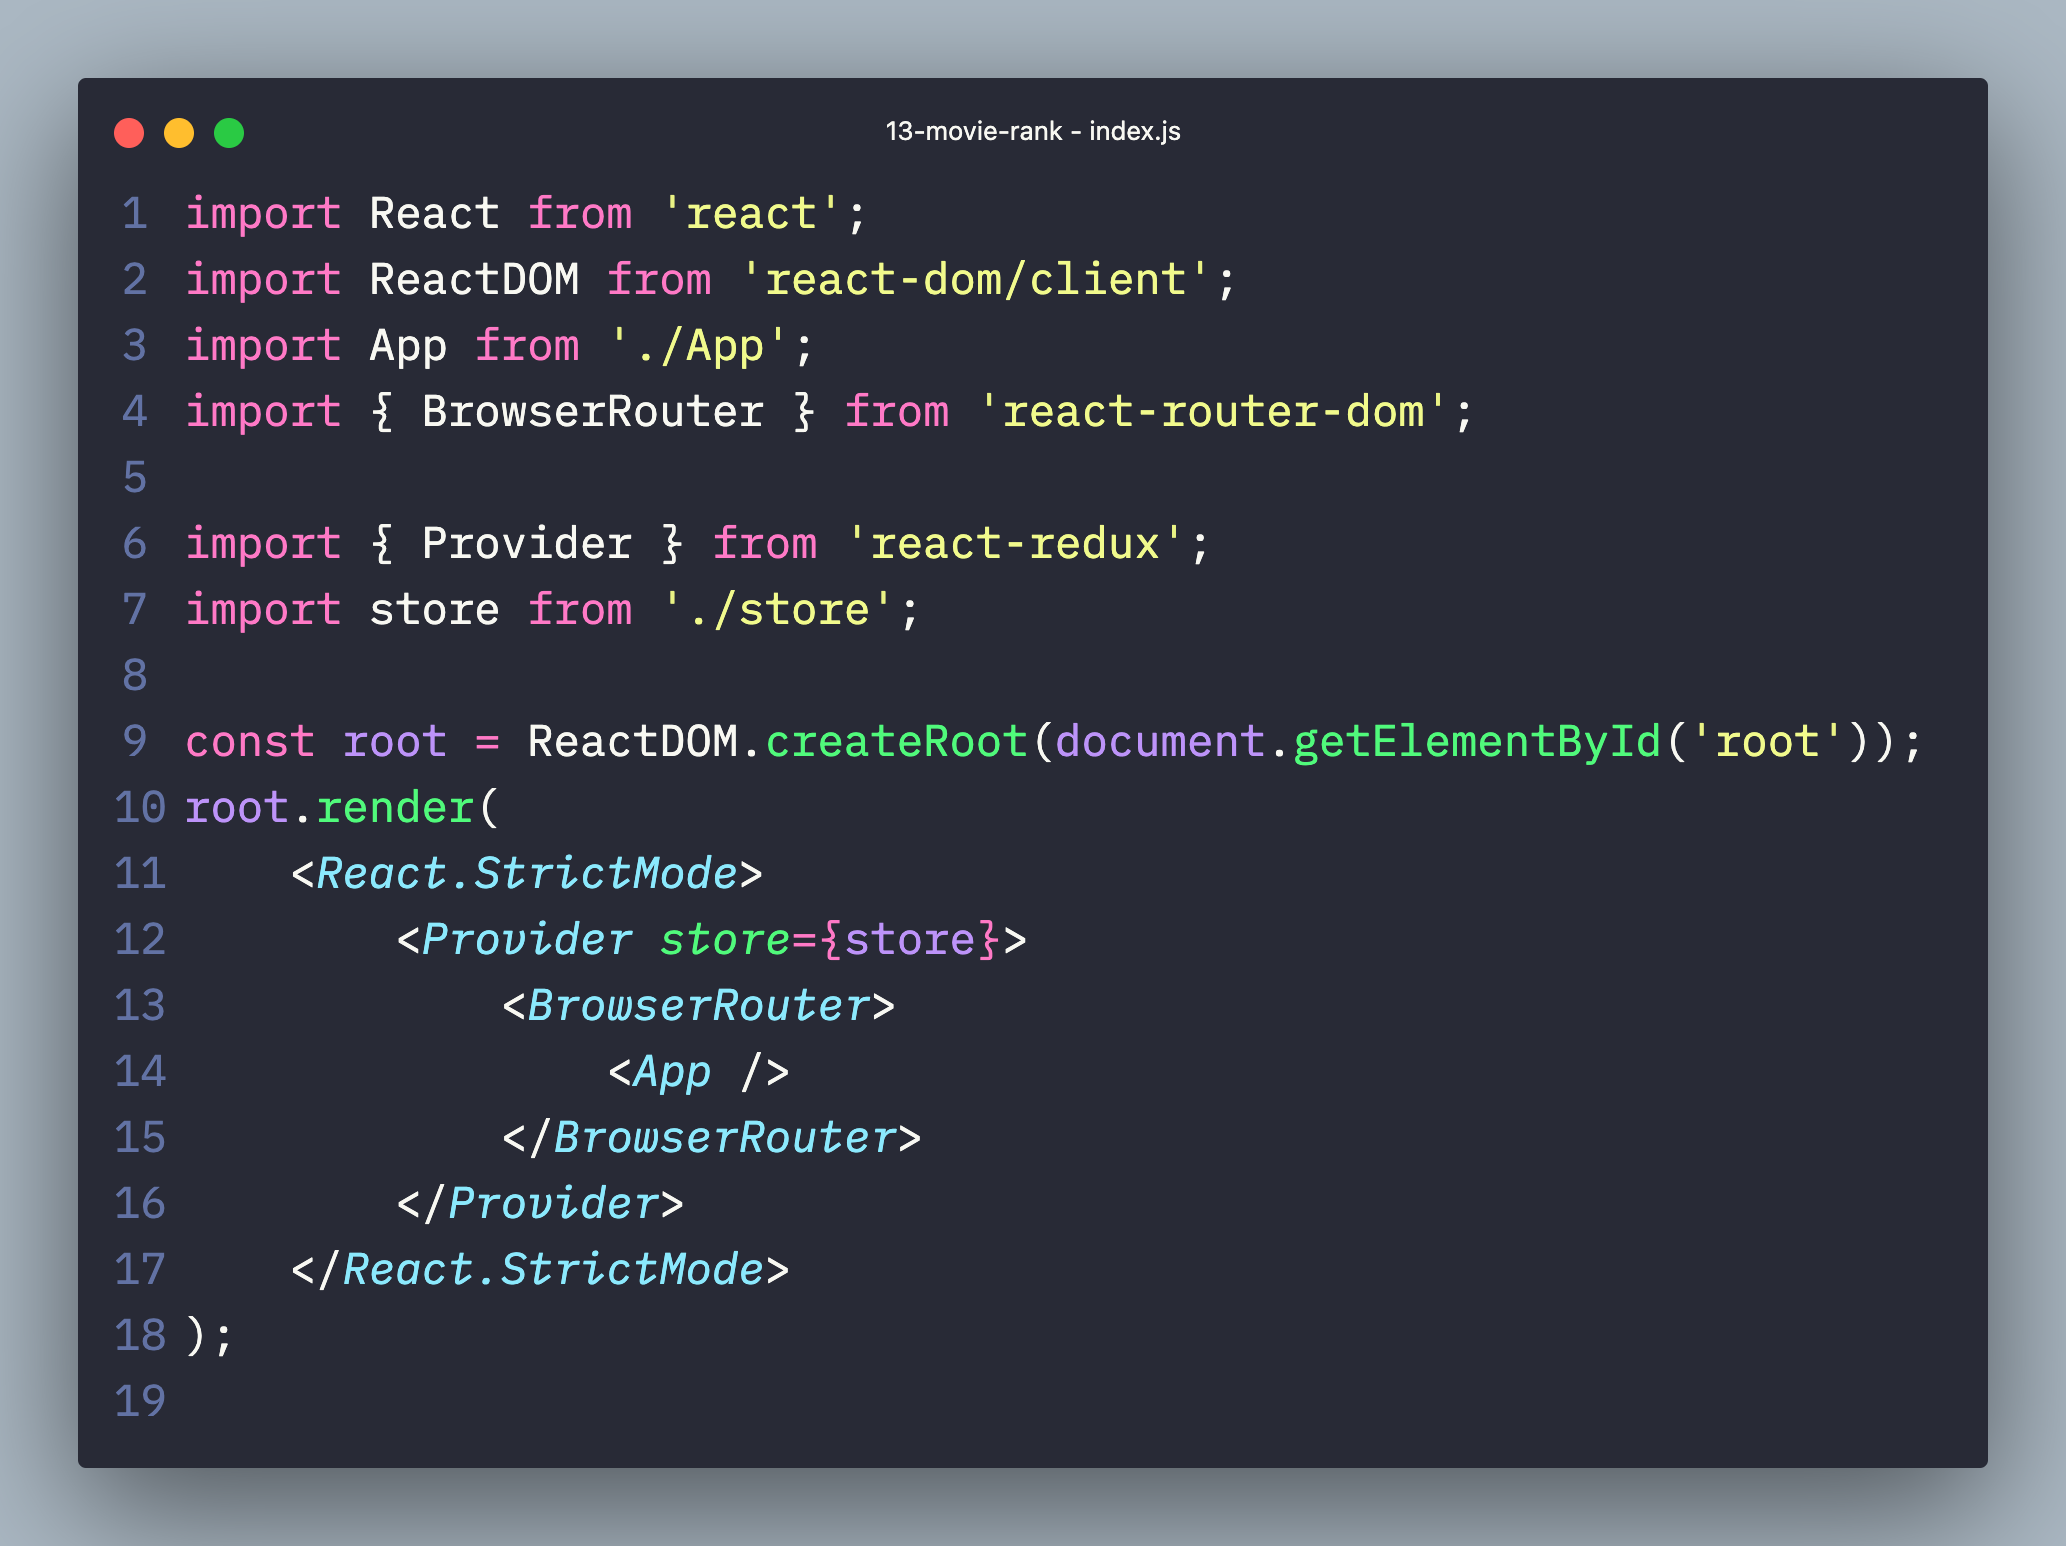 13-movie-rank - index.js
1 import React from 'react';
2 import ReactDOM from 'react-dom/client';
3 import App from './App';
4 import { BrowserRouter } from 'react-router-dom';
5
6 import { Provider } from 'react-redux';
7 import store from './store';
8
9 const root = ReactDOM.createRoot(document.getElementById('root'));
10 root.render(
11     <React.StrictMode>
12         <Provider store={store}>
13             <BrowserRouter>
14                 <App />
15             </BrowserRouter>
16         </Provider>
17     </React.StrictMode>
18 );
19